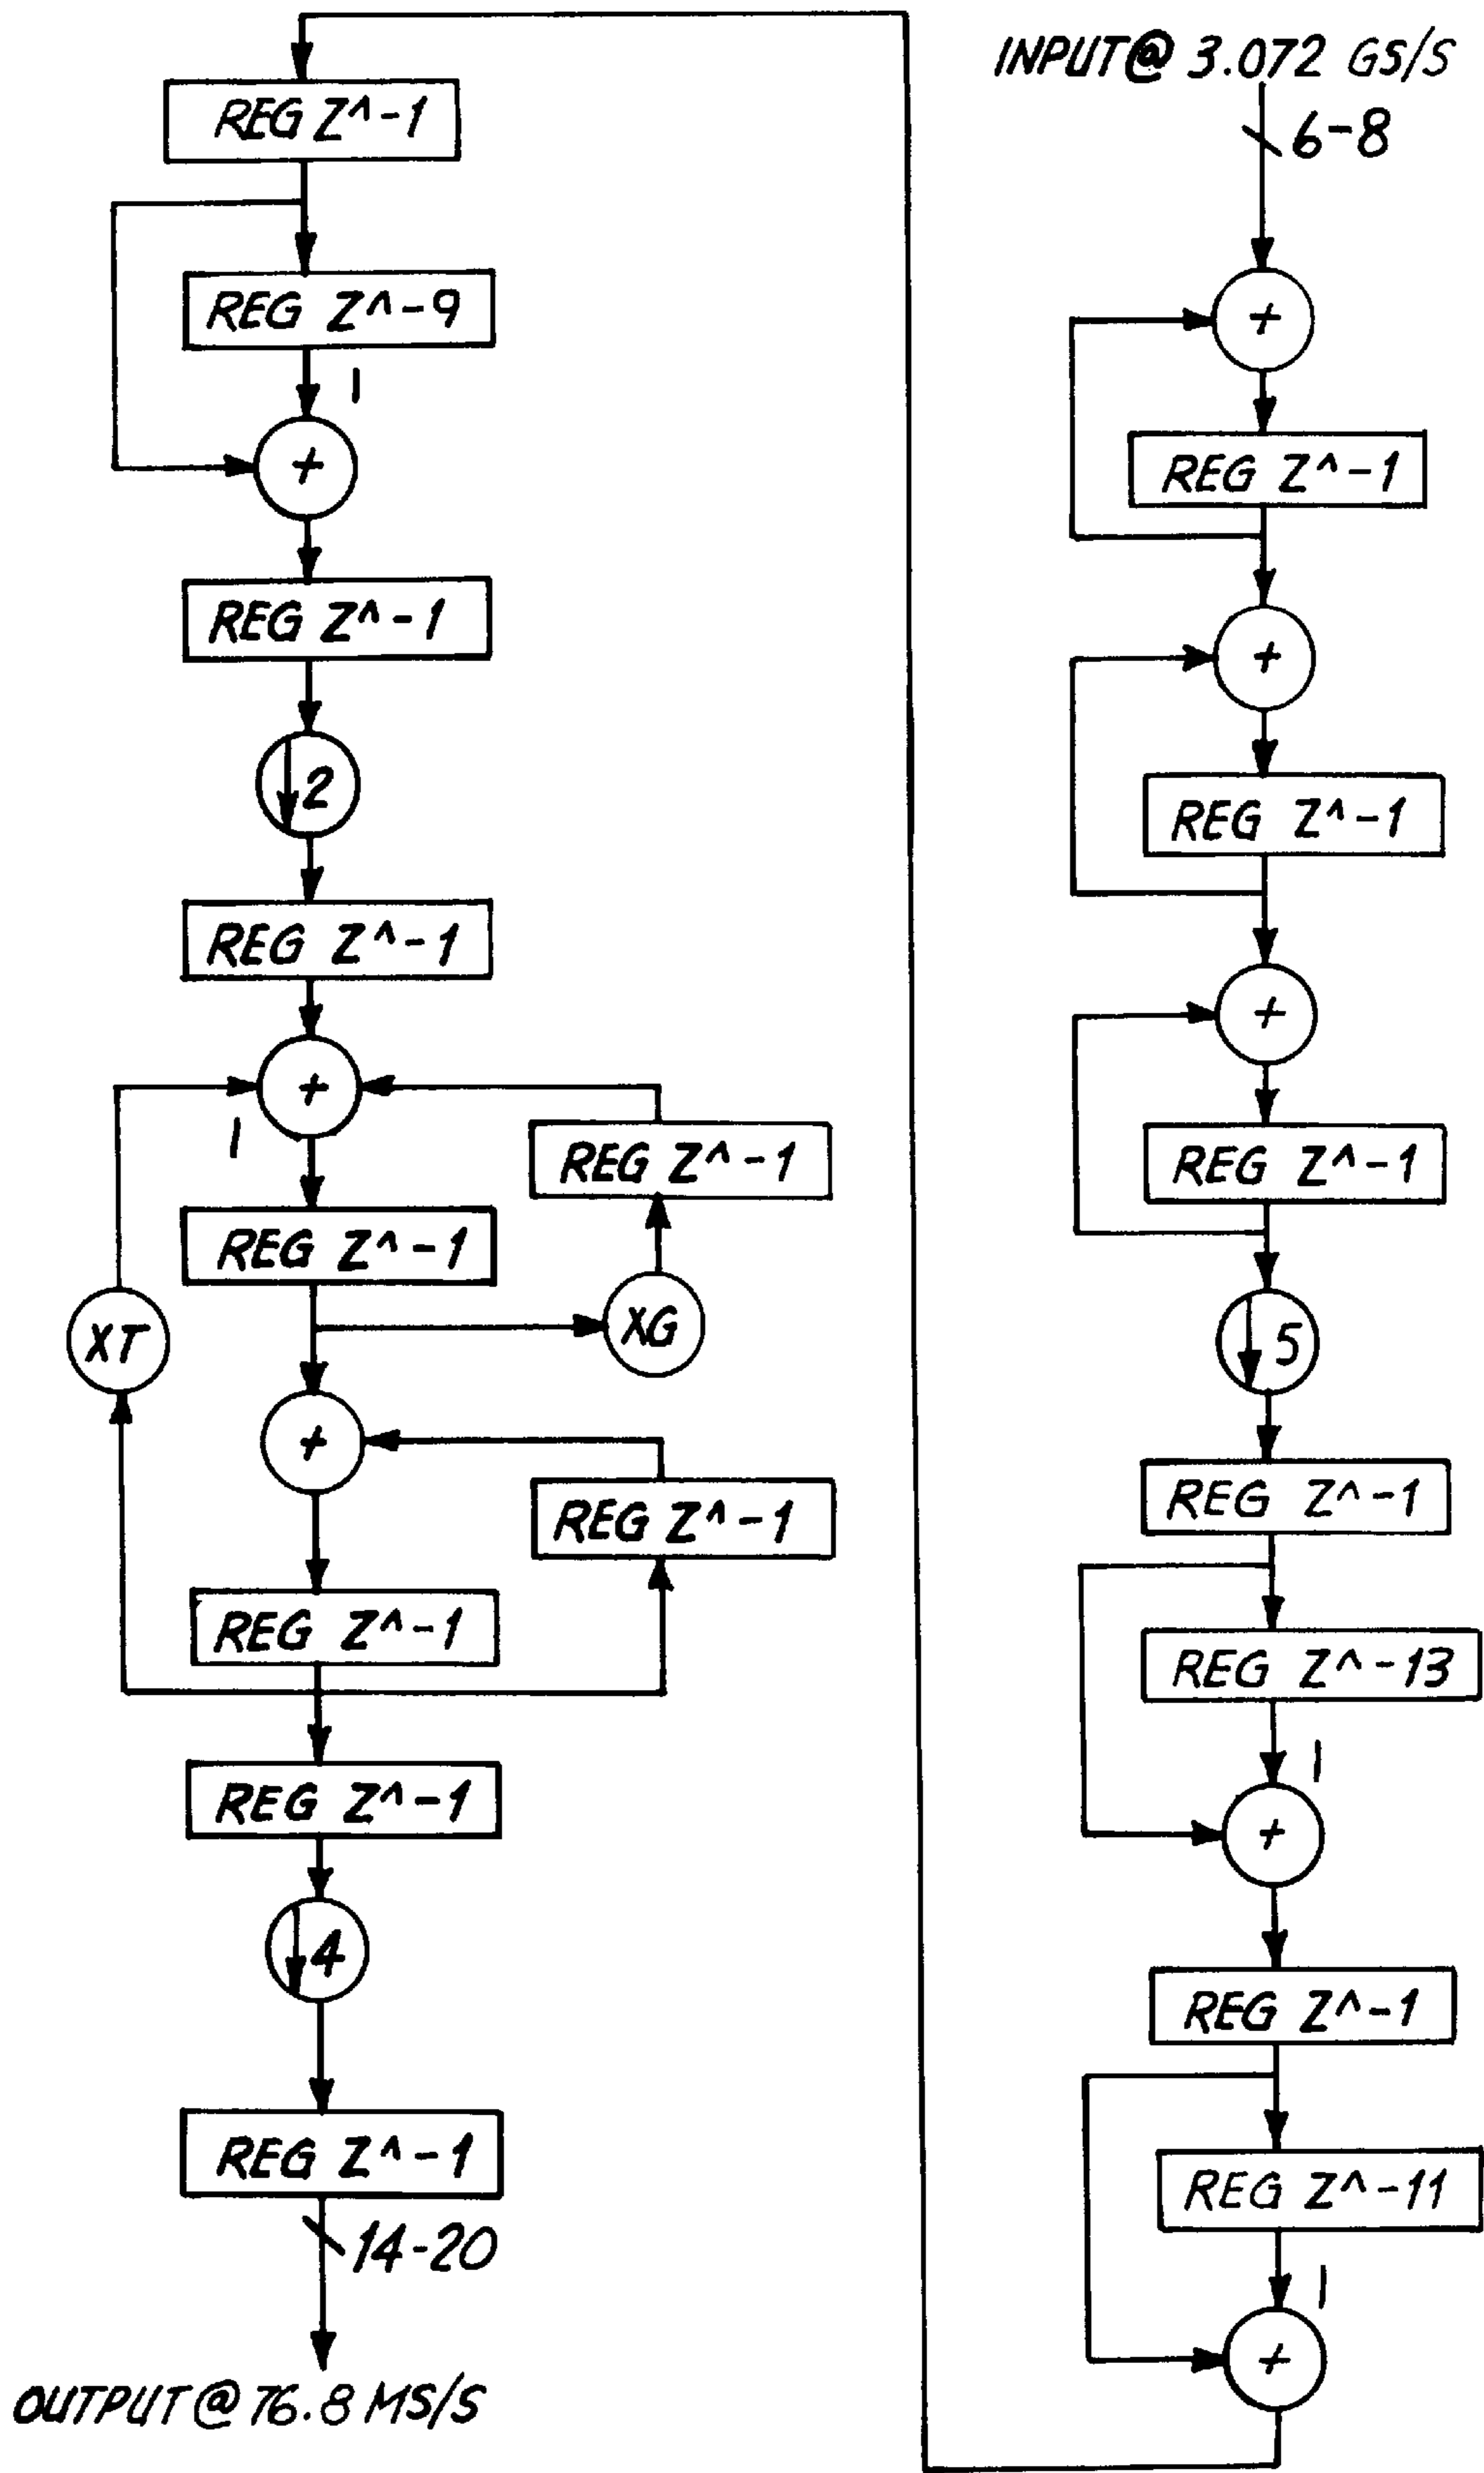 INPUT@ 3.072 GS/S
6-8
+
REG Z^-1
+
REG Z^-1
+
REG Z^-1
5
REG Z^-1
REG Z^-13
1
+
REG Z^-1
REG Z^-11
1
+
REG Z^-1
REG Z^-9
1
+
REG Z^-1
2
REG Z^-1
+
1
REG Z^-1
REG Z^-1
XT
XG
+
REG Z^-1
REG Z^-1
REG Z^-1
4
REG Z^-1
14-20
OUTPUT@ 76.8 MS/S